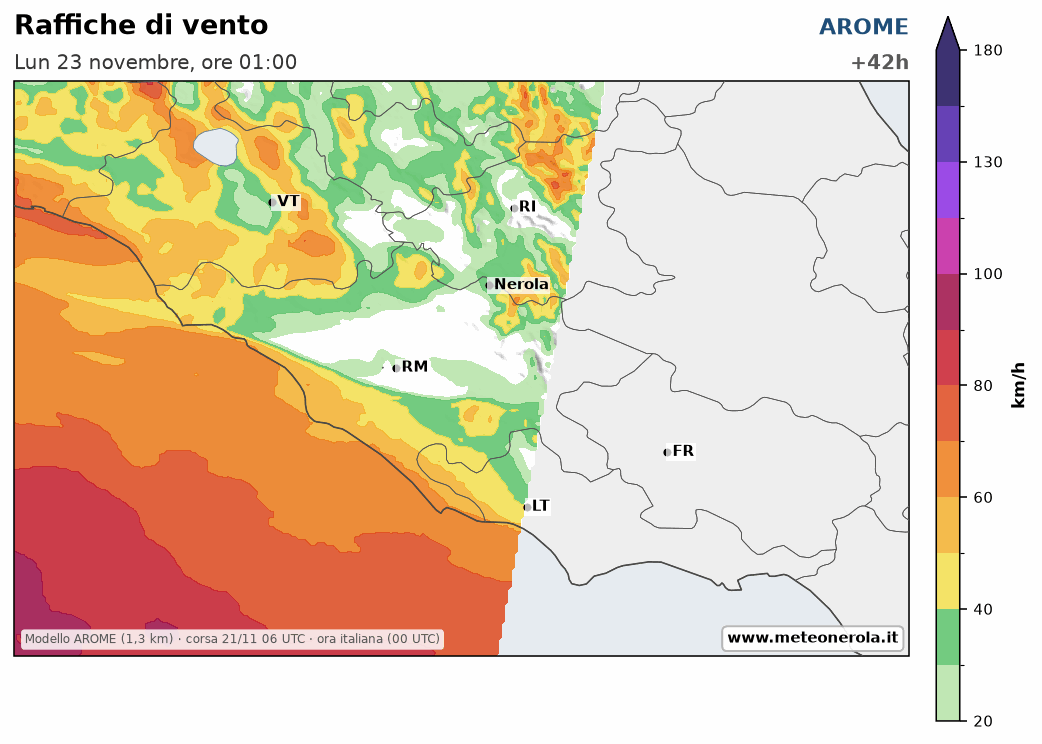 Raffiche di vento
AROME
Lun 23 novembre, ore 01:00
+42h
VT
RI
Nerola
RM
FR
LT
Modello AROME (1,3 km) · corsa 21/11 06 UTC · ora italiana (00 UTC)
www.meteonerola.it
180
130
100
80
60
40
20
km/h